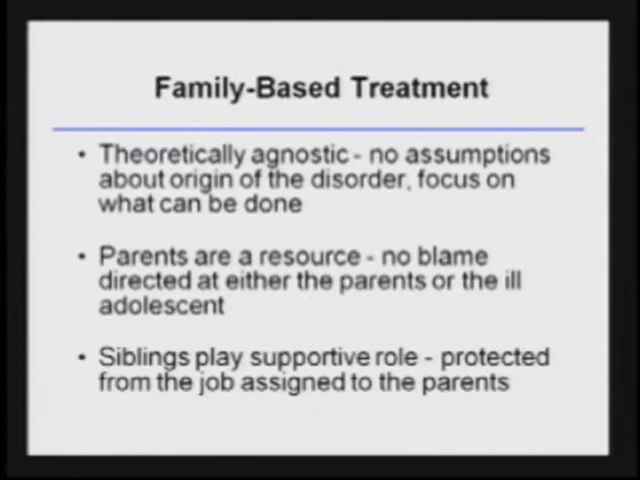 Family-Based Treatment
• Theoretically agnostic - no assumptions
about origin of the disorder, focus on
what can be done
• Parents are a resource - no blame
directed at either the parents or the ill
adolescent
• Siblings play supportive role - protected
from the job assigned to the parents